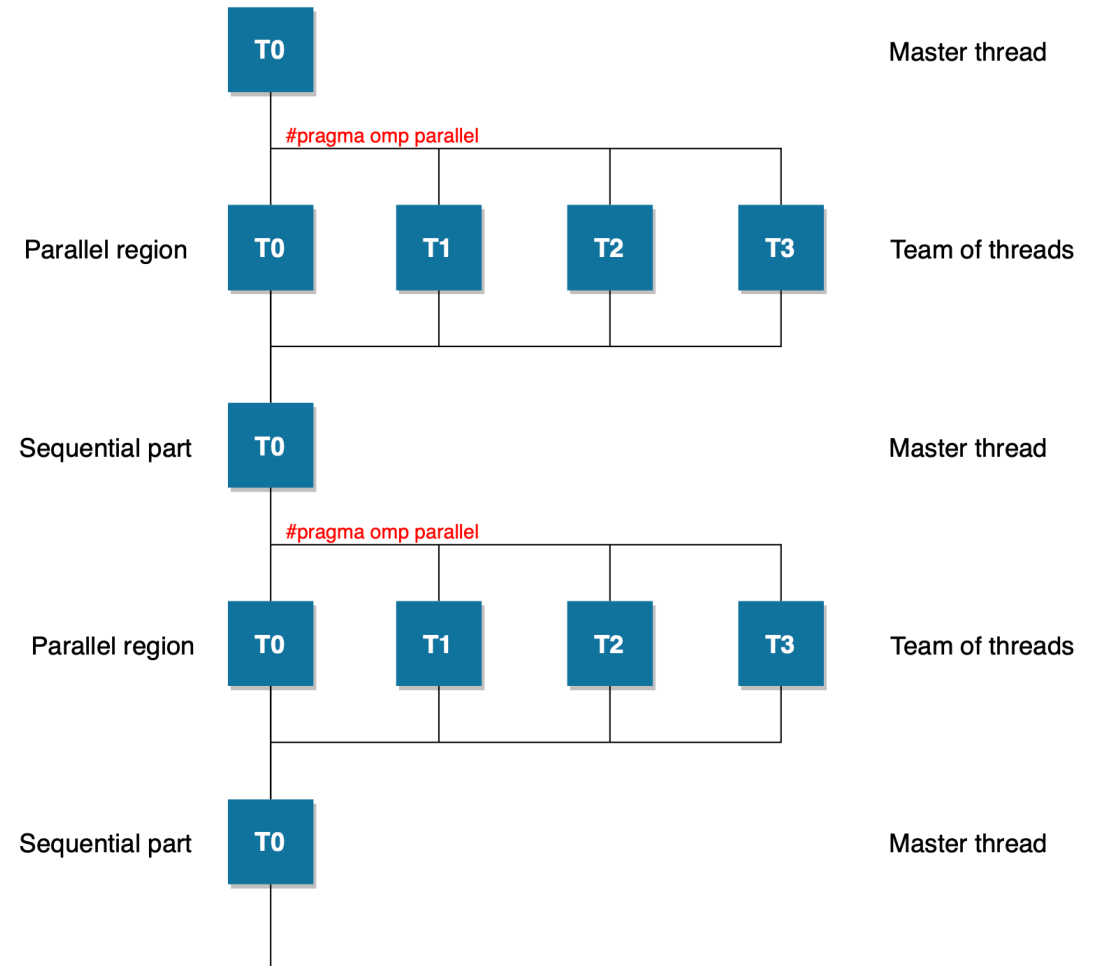 T0
Master thread
#pragma omp parallel
Parallel region
T0
T1
T2
T3
Team of threads
Sequential part
T0
Master thread
#pragma omp parallel
Parallel region
T0
T1
T2
T3
Team of threads
Sequential part
T0
Master thread